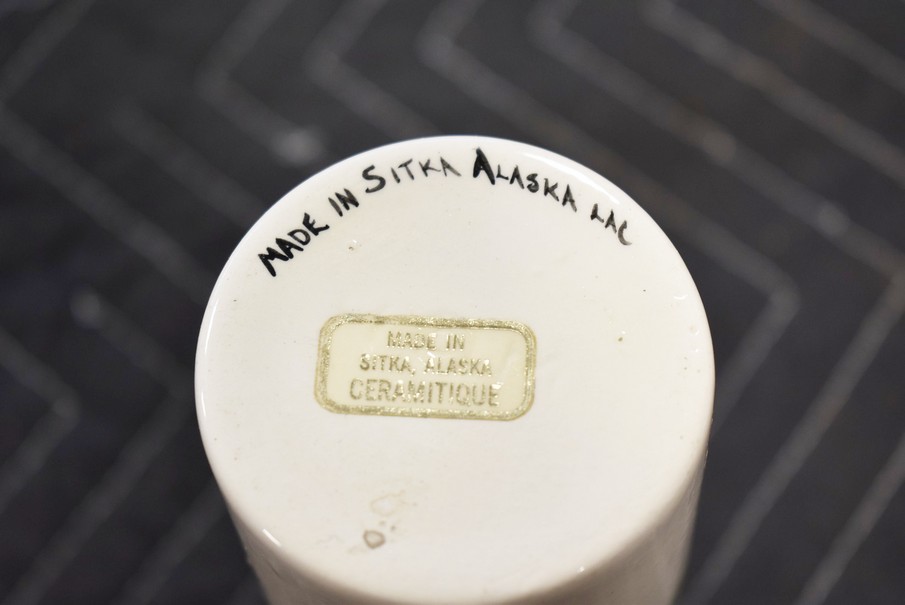 MADE IN SITKA ALASKA LAC
MADE IN
SITKA, ALASKA
CERAMITIQUE